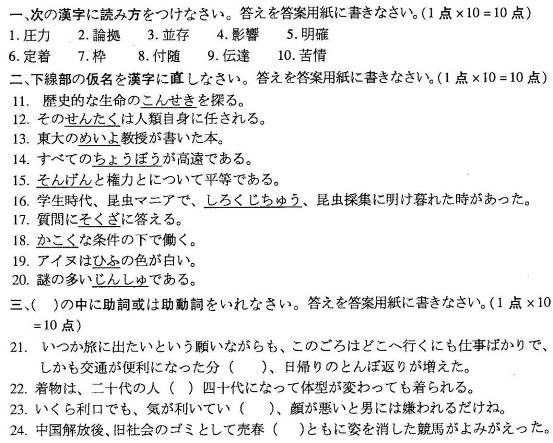 一、次の漢字に読み方をつけなさい。答えを答案用紙に書きなさい。(1点×10=10点)
1. 圧力 2. 論拠 3. 並存 4. 影響 5. 明確
6. 定着 7. 枠 8. 付随 9. 伝達 10. 苦情
二、下線部の仮名を漢字に直しなさい。答えを答案用紙に書きなさい。(1点×10=10点)
11. 歴史的な生命のこんせきを探る。
12. そのせんたくは人類自身に任される。
13. 東大のめいよ教授が書いた本。
14. すべてのちょうぼうが高遠である。
15. そんげんと権力とについて平等である。
16. 学生時代、昆虫マニアで、しろくじちゅう、昆虫採集に明け暮れた時があった。
17. 質問にそくざに答える。
18. かこくな条件の下で働く。
19. アイヌはひふの色が白い。
20. 謎の多いじんしゅである。
三、( )の中に助詞或は助動詞をいれなさい。答えを答案用紙に書きなさい。(1点×10
=10点)
21. いつか旅に出たいという願いながらも、このごろはどこへ行くにも仕事ばかりで、
しかも交通が便利になった分( )、日帰りのとんぼ返りが増えた。
22. 着物は、二十代の人( )四十代になって体型が変わっても着られる。
23. いくら利口でも、気が利いてい( )、顔が悪いと男には嫌われるだけね。
24. 中国解放後、旧社会のゴミとして売春( )ともに姿を消した競馬がよみがえった。